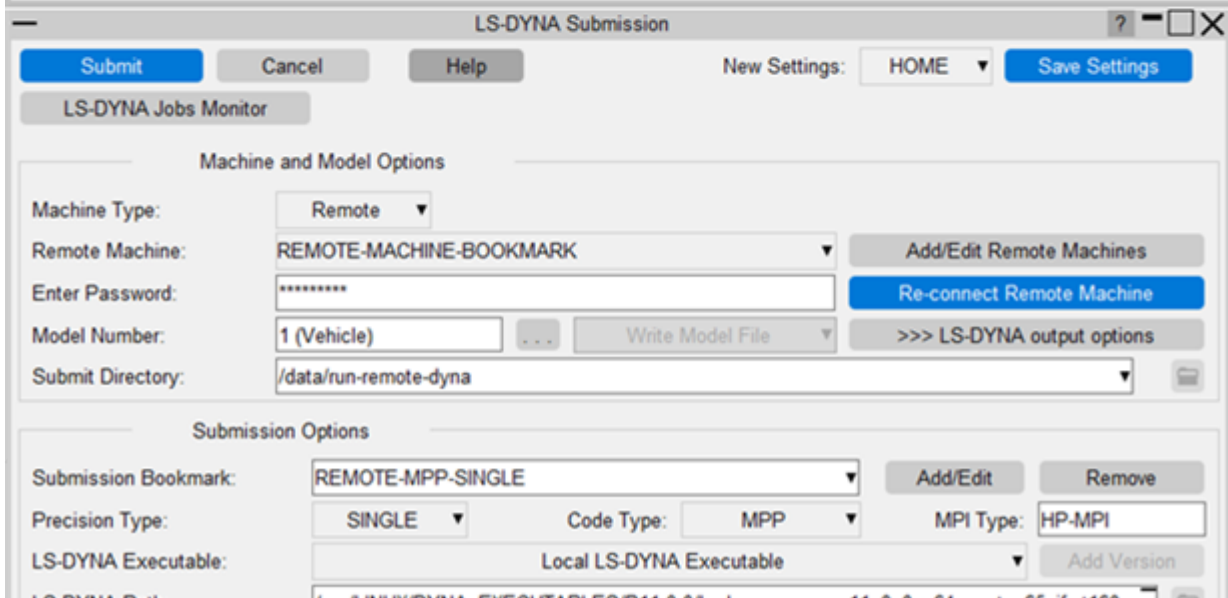 LS-DYNA Submission ?
Submit Cancel Help New Settings: HOME Save Settings
LS-DYNA Jobs Monitor
Machine and Model Options
Machine Type: Remote
Remote Machine: REMOTE-MACHINE-BOOKMARK Add/Edit Remote Machines
Enter Password: ********* Re-connect Remote Machine
Model Number: 1 (Vehicle) ... Write Model File >>> LS-DYNA output options
Submit Directory: /data/run-remote-dyna
Submission Options
Submission Bookmark: REMOTE-MPP-SINGLE Add/Edit Remove
Precision Type: SINGLE Code Type: MPP MPI Type: HP-MPI
LS-DYNA Executable: Local LS-DYNA Executable Add Version